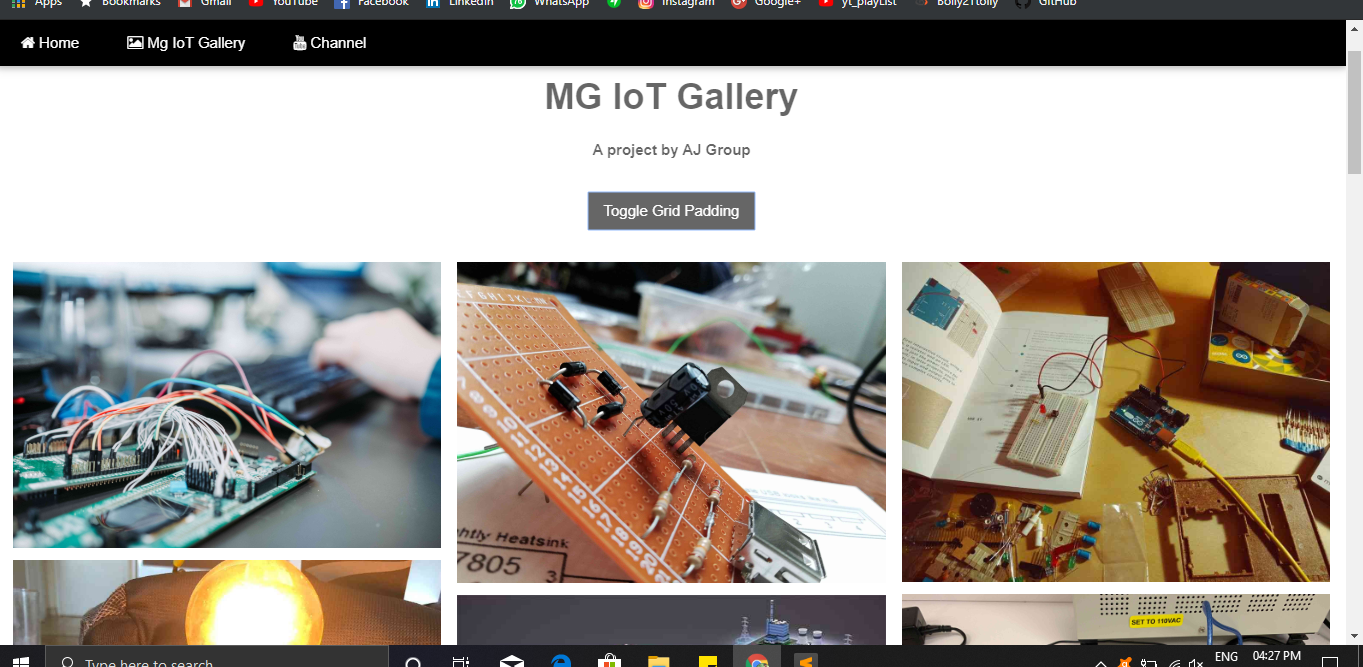 Apps Bookmarks Gmail YouTube Facebook LinkedIn WhatsApp Instagram Google+ yt_playList Bolly2Tolly GitHub
Home Mg IoT Gallery Channel
MG IoT Gallery
A project by AJ Group
Toggle Grid Padding
htly Heatsink
7805
SET TO 110VAC
Type here to search
ENG 04:27 PM